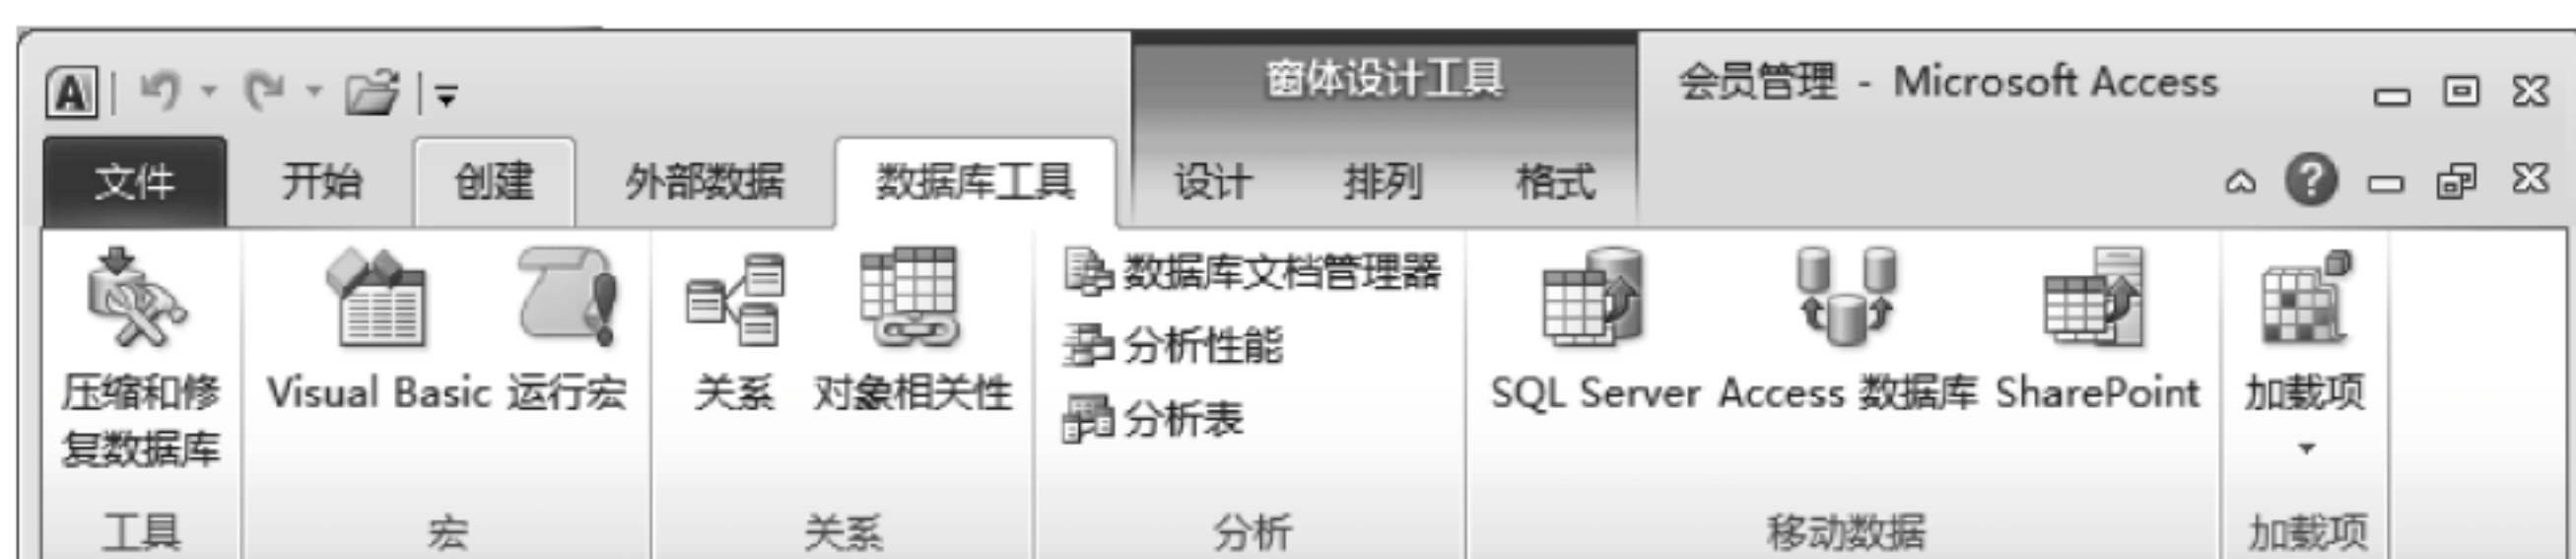 窗体设计工具
会员管理 - Microsoft Access
文件 开始 创建 外部数据 数据库工具 设计 排列 格式
压缩和修
复数据库
Visual Basic 运行宏
关系 对象相关性
数据库文档管理器
分析性能
分析表
SQL Server Access 数据库 SharePoint
加载项
工具 宏 关系 分析 移动数据 加载项